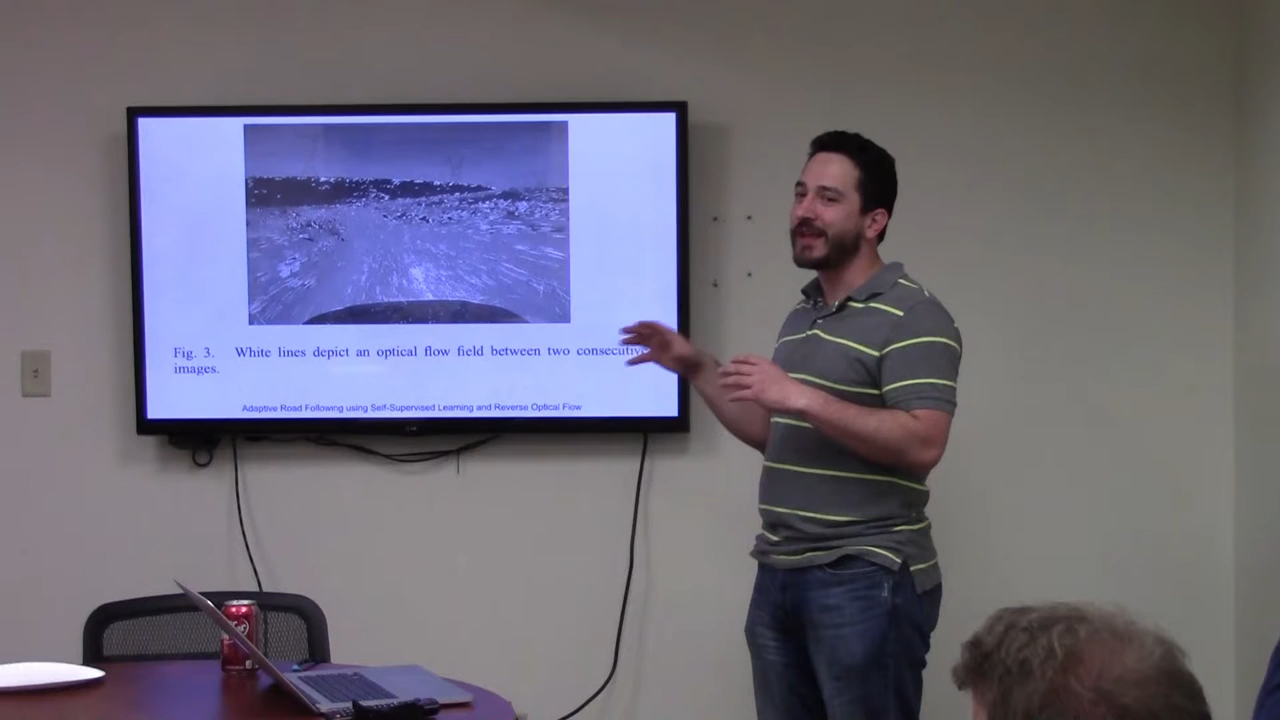 Fig. 3. White lines depict an optical flow field between two consecutive
images.
Adaptive Road Following using Self-Supervised Learning and Reverse Optical Flow